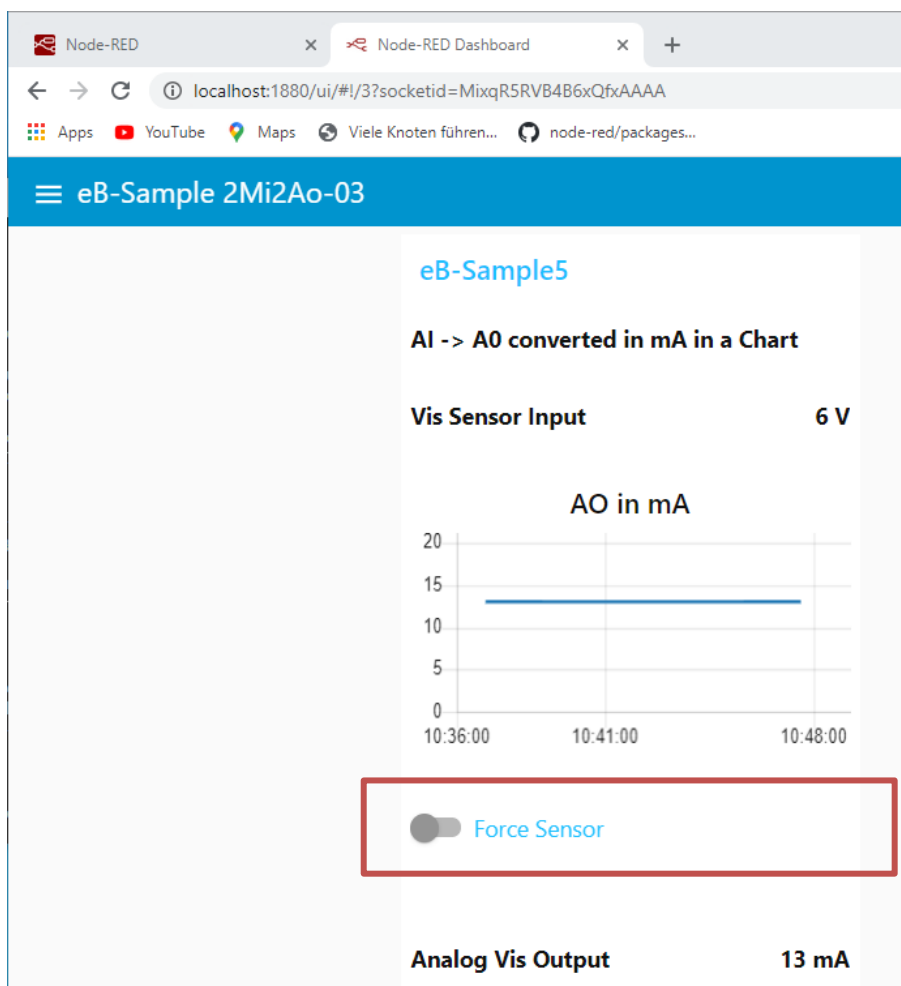 Node-RED
Node-RED Dashboard
localhost:1880/ui/#!/3?socketid=MixqR5RVB4B6xQfxAAAA
Apps YouTube Maps Viele Knoten führen... node-red/packages...
eB-Sample 2Mi2Ao-03
eB-Sample5
AI -> A0 converted in mA in a Chart
Vis Sensor Input 6 V
AO in mA
20
15
10
5
0
10:36:00 10:41:00 10:48:00
Force Sensor
Analog Vis Output 13 mA